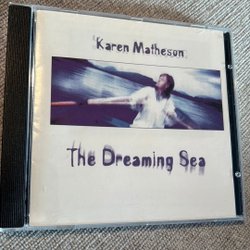 Karen Matheson
The Dreaming Sea